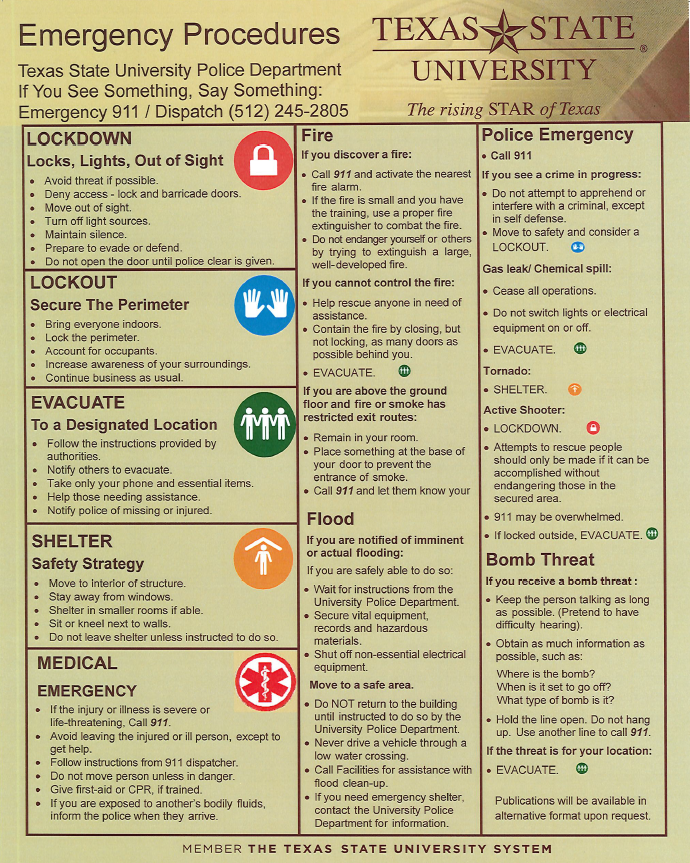 Emergency Procedures
Texas State University Police Department
If You See Something, Say Something:
Emergency 911 / Dispatch (512) 245-2805
TEXAS STATE
UNIVERSITY
®
The rising STAR of Texas
LOCKDOWN
Locks, Lights, Out of Sight
• Avoid threat if possible.
• Deny access - lock and barricade doors.
• Move out of sight.
• Turn off light sources.
• Maintain silence.
• Prepare to evade or defend.
• Do not open the door until police clear is given.
LOCKOUT
Secure The Perimeter
• Bring everyone indoors.
• Lock the perimeter.
• Account for occupants.
• Increase awareness of your surroundings.
• Continue business as usual.
EVACUATE
To a Designated Location
• Follow the instructions provided by
authorities.
• Notify others to evacuate.
• Take only your phone and essential items.
• Help those needing assistance.
• Notify police of missing or injured.
SHELTER
Safety Strategy
• Move to interior of structure.
• Stay away from windows.
• Shelter in smaller rooms if able.
• Sit or kneel next to walls.
• Do not leave shelter unless instructed to do so.
MEDICAL
EMERGENCY
• If the injury or illness is severe or
life-threatening, Call 911.
• Avoid leaving the injured or ill person, except to
get help.
• Follow instructions from 911 dispatcher.
• Do not move person unless in danger.
• Give first-aid or CPR, if trained.
• If you are exposed to another's bodily fluids,
inform the police when they arrive.
Fire
If you discover a fire:
• Call 911 and activate the nearest
fire alarm.
• If the fire is small and you have
the training, use a proper fire
extinguisher to combat the fire.
• Do not endanger yourself or others
by trying to extinguish a large,
well-developed fire.
If you cannot control the fire:
• Help rescue anyone in need of
assistance.
• Contain the fire by closing, but
not locking, as many doors as
possible behind you.
• EVACUATE.
If you are above the ground
floor and fire or smoke has
restricted exit routes:
• Remain in your room.
• Place something at the base of
your door to prevent the
entrance of smoke.
• Call 911 and let them know your
Flood
If you are notified of imminent
or actual flooding:
If you are safely able to do so:
• Wait for instructions from the
University Police Department.
• Secure vital equipment,
records and hazardous
materials.
• Shut off non-essential electrical
equipment.
Move to a safe area.
• Do NOT return to the building
until instructed to do so by the
University Police Department.
• Never drive a vehicle through a
low water crossing.
• Call Facilities for assistance with
flood clean-up.
• If you need emergency shelter,
contact the University Police
Department for information.
Police Emergency
• Call 911
If you see a crime in progress:
• Do not attempt to apprehend or
interfere with a criminal, except
in self defense.
• Move to safety and consider a
LOCKOUT.
Gas leak/ Chemical spill:
• Cease all operations.
• Do not switch lights or electrical
equipment on or off.
• EVACUATE.
Tornado:
• SHELTER.
Active Shooter:
• LOCKDOWN.
• Attempts to rescue people
should only be made if it can be
accomplished without
endangering those in the
secured area.
• 911 may be overwhelmed.
• If locked outside, EVACUATE.
Bomb Threat
If you receive a bomb threat :
• Keep the person talking as long
as possible. (Pretend to have
difficulty hearing).
• Obtain as much information as
possible, such as:
Where is the bomb?
When is it set to go off?
What type of bomb is it?
• Hold the line open. Do not hang
up. Use another line to call 911.
If the threat is for your location:
• EVACUATE.
Publications will be available in
alternative format upon request.
MEMBER THE TEXAS STATE UNIVERSITY SYSTEM